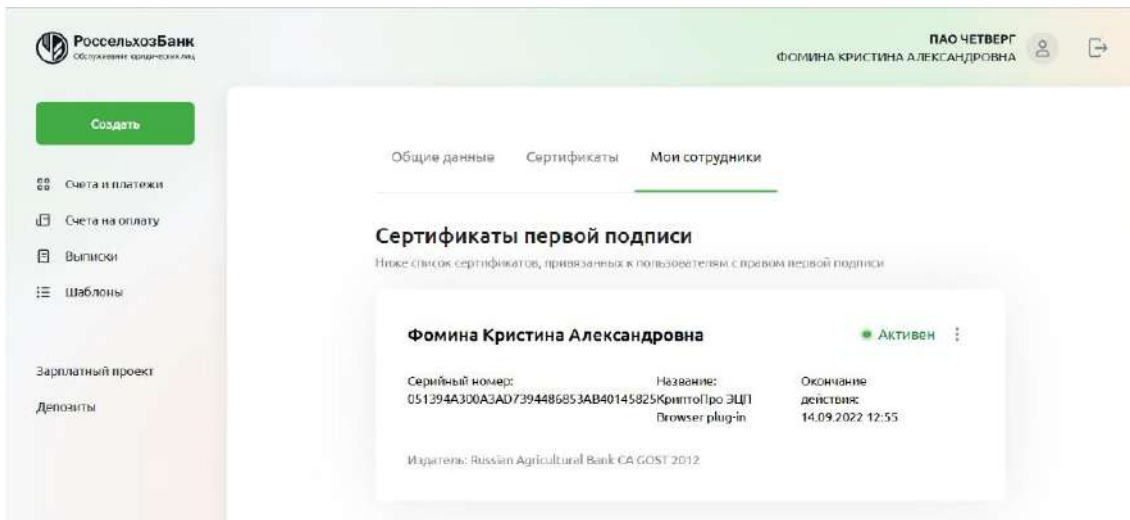 РоссельхозБанк
Обслуживание юридических лиц
ПАО ЧЕТВЕРГ
ФОМИНА КРИСТИНА АЛЕКСАНДРОВНА
Создать
Счета и платежи
Счета на оплату
Выписки
Шаблоны
Зарплатный проект
Депозиты
Общие данные Сертификаты Мои сотрудники
Сертификаты первой подписи
Ниже список сертификатов, привязанных к пользователям с правом первой подписи
Фомина Кристина Александровна
Активен
Серийный номер:
051394A300A3AD7394486853AB40145825
Название:
КриптоПро ЭЦП
Browser plug-in
Окончание
действия:
14.09.2022 12:55
Издатель: Russian Agricultural Bank CA GOST 2012